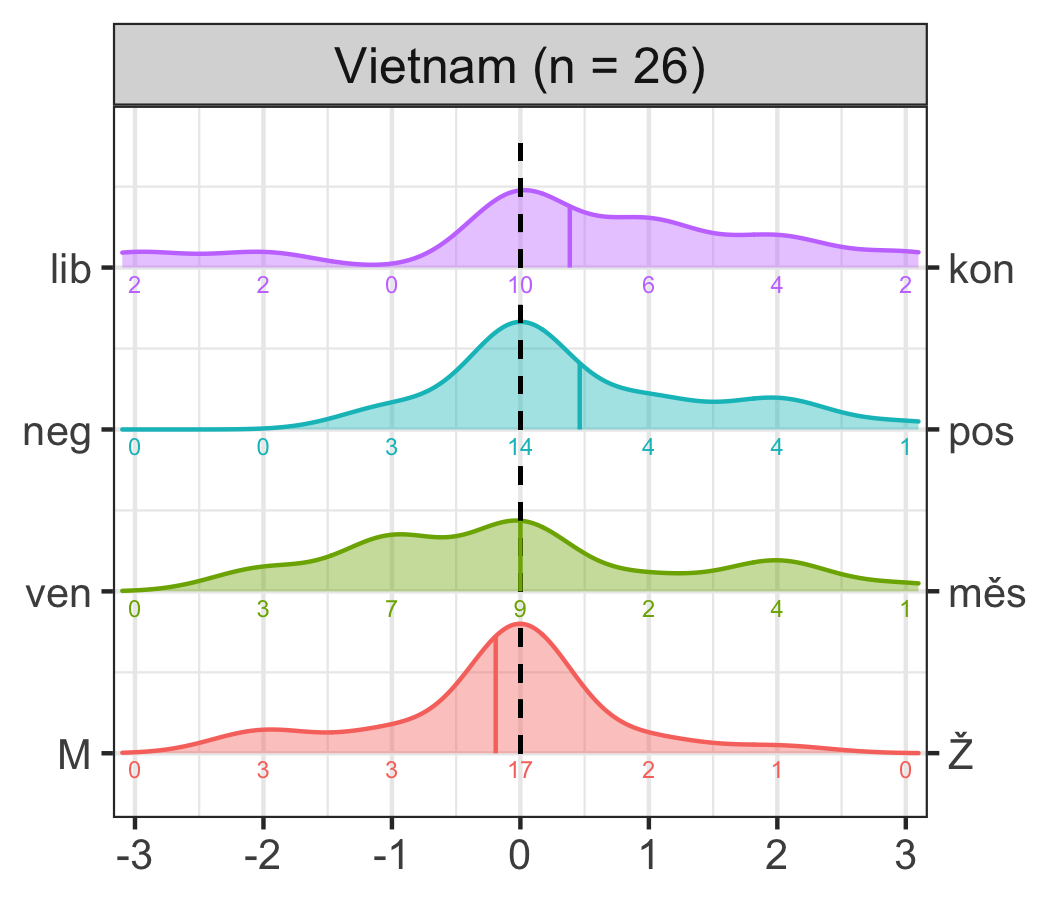 Vietnam (n = 26)
lib kon
2 2 0 10 6 4 2
neg pos
0 0 3 14 4 4 1
ven měs
0 3 7 9 2 4 1
M Ž
0 3 3 17 2 1 0
-3 -2 -1 0 1 2 3